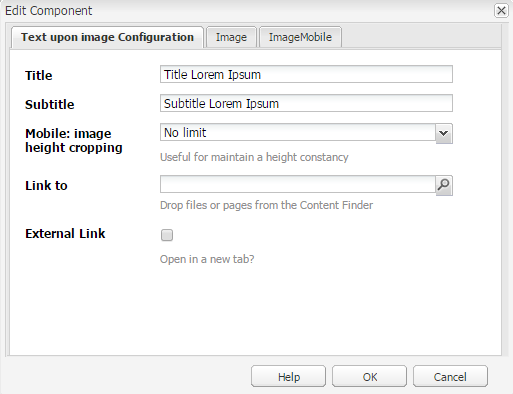 Edit Component
Text upon image Configuration Image ImageMobile
Title Title Lorem Ipsum
Subtitle Subtitle Lorem Ipsum
Mobile: image No limit
height cropping
Useful for maintain a height constancy
Link to
Drop files or pages from the Content Finder
External Link
Open in a new tab?
Help OK Cancel